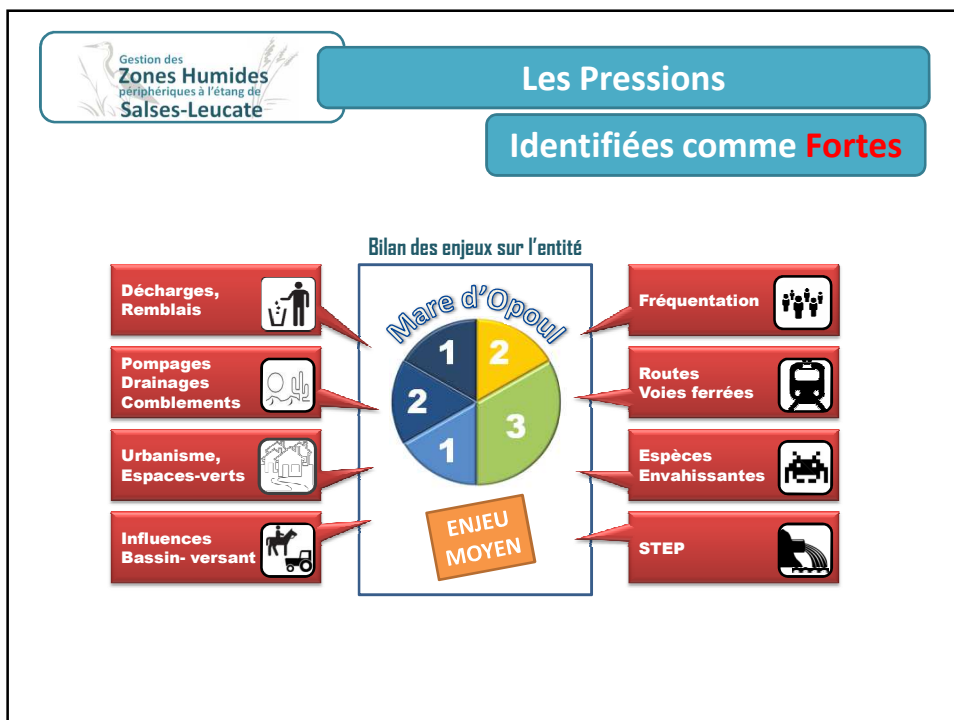 Gestion des
Zones Humides
périphériques à l'étang de
Salses-Leucate
Les Pressions
Identifiées comme Fortes
Bilan des enjeux sur l'entité
Décharges,
Remblais
Pompages
Drainages
Comblements
Urbanisme,
Espaces-verts
Influences
Bassin- versant
Mare d'Opoul
1
2
2
3
1
ENJEU
MOYEN
Fréquentation
Routes
Voies ferrées
Espèces
Envahissantes
STEP